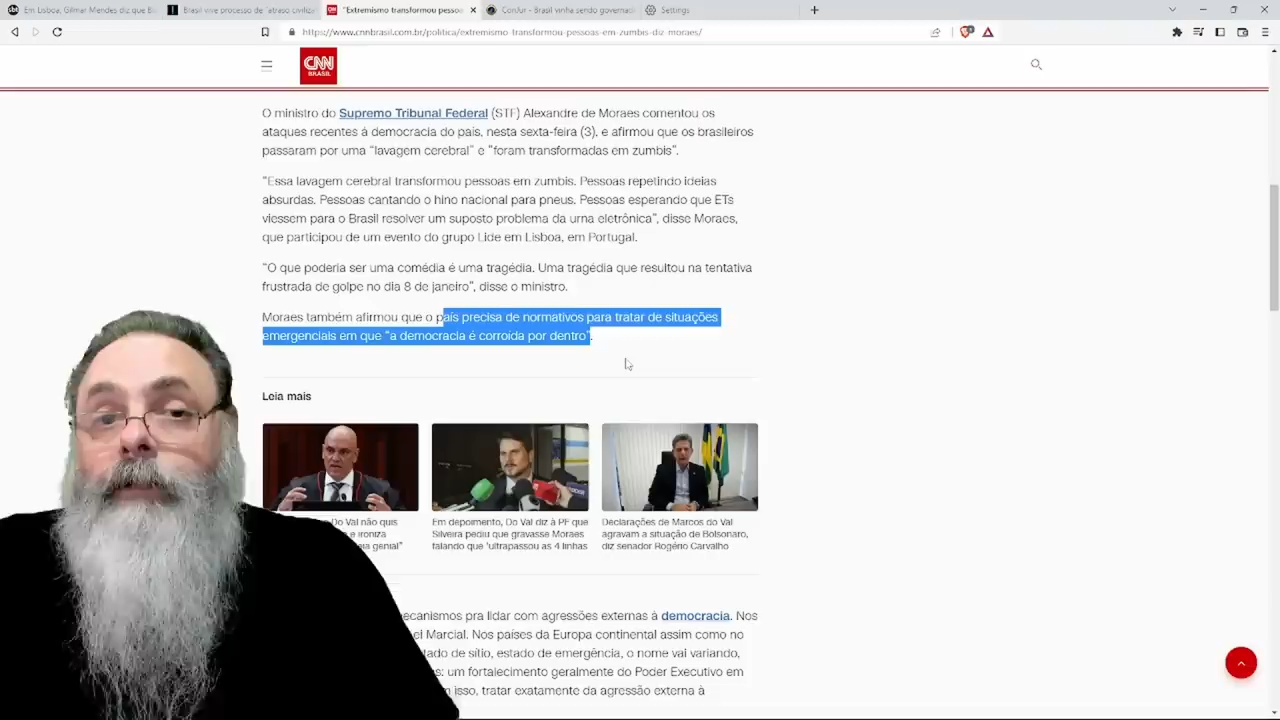 Em Lisboa, Gilmar Mendes diz que B
Brasil vive processo de "atraso civiliz
"Extremismo transformou pessoa
ConJur - Brasil vinha sendo governad
Settings
https://www.cnnbrasil.com.br/politica/extremismo-transformou-pessoas-em-zumbis-diz-moraes/
CNN
BRASIL
O ministro do Supremo Tribunal Federal (STF) Alexandre de Moraes comentou os
ataques recentes à democracia do país, nesta sexta-feira (3), e afirmou que os brasileiros
passaram por uma “lavagem cerebral” e “foram transformadas em zumbis”.
“Essa lavagem cerebral transformou pessoas em zumbis. Pessoas repetindo ideias
absurdas. Pessoas cantando o hino nacional para pneus. Pessoas esperando que ETs
viessem para o Brasil resolver um suposto problema da urna eletrônica”, disse Moraes,
que participou de um evento do grupo Lide em Lisboa, em Portugal.
“O que poderia ser uma comédia é uma tragédia. Uma tragédia que resultou na tentativa
frustrada de golpe no dia 8 de janeiro”, disse o ministro.
Moraes também afirmou que o país precisa de normativos para tratar de situações
emergenciais em que “a democracia é corroída por dentro”.
Leia mais
Do Val não quis
e ironiza
genial”
Em depoimento, Do Val diz à PF que
Silveira pediu que gravasse Moraes
falando que ‘ultrapassou as 4 linhas
Declarações de Marcos do Val
agravam a situação de Bolsonaro,
diz senador Rogério Carvalho
ecanismos pra lidar com agressões externas à democracia. Nos
ei Marcial. Nos países da Europa continental assim como no
tado de sítio, estado de emergência, o nome vai variando,
s: um fortalecimento geralmente do Poder Executivo em
m isso, tratar exatamente da agressão externa à